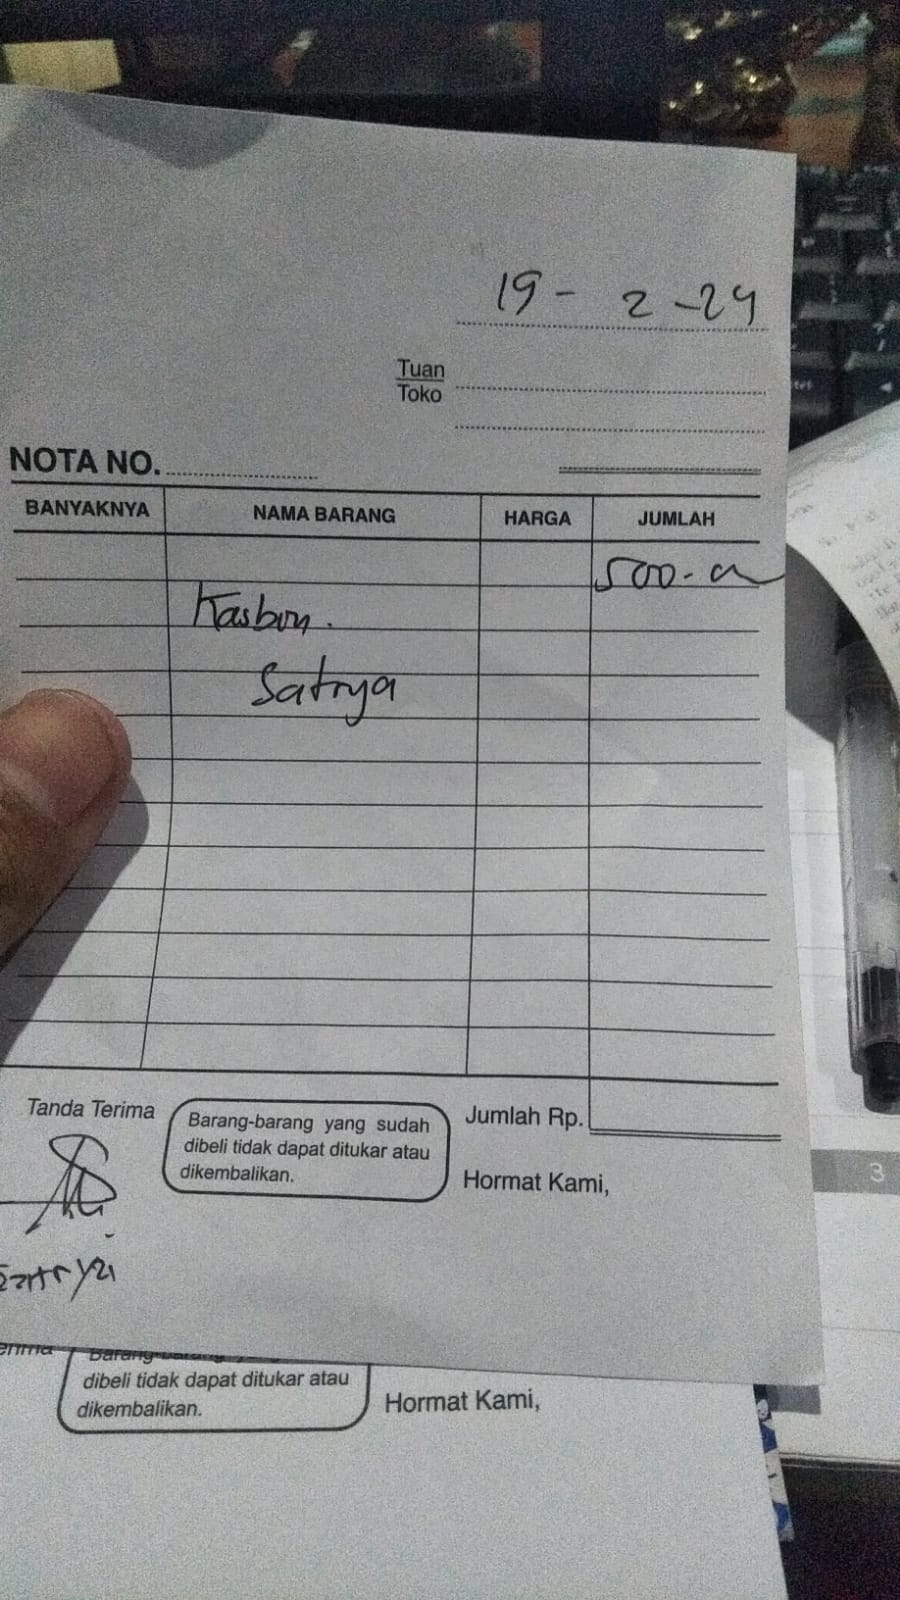 19 - 2 - 24
Tuan
Toko
NOTA NO.
BANYAKNYA NAMA BARANG HARGA JUMLAH
500.-
Kasbon.
Satrya
Tanda Terima
Barang-barang yang sudah
dibeli tidak dapat ditukar atau
dikembalikan.
Jumlah Rp.
Hormat Kami,
Satrya
dibeli tidak dapat ditukar atau
dikembalikan.
Hormat Kami,
3